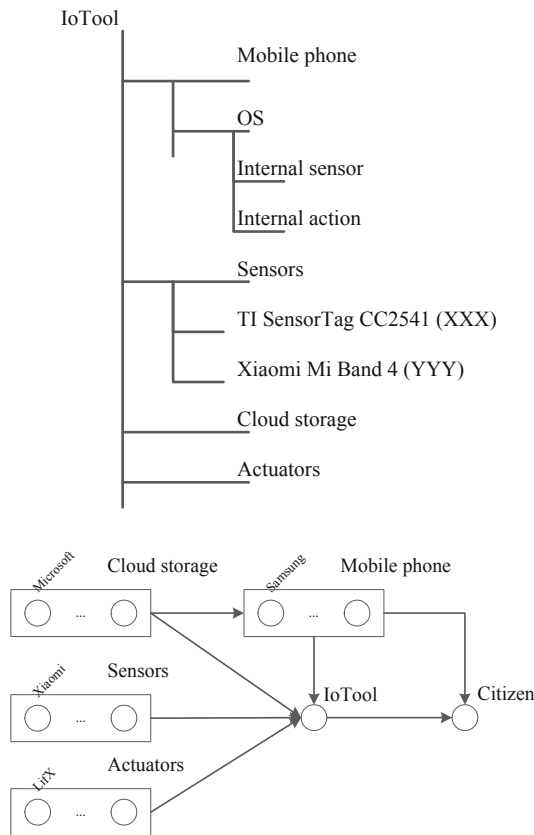 IoTool
Mobile phone
OS
Internal sensor
Internal action
Sensors
TI SensorTag CC2541 (XXX)
Xiaomi Mi Band 4 (YYY)
Cloud storage
Actuators
Microsoft
Cloud storage
Samsung
Mobile phone
...
...
Xiaomi
Sensors
IoTool
Citizen
...
LifX
Actuators
...